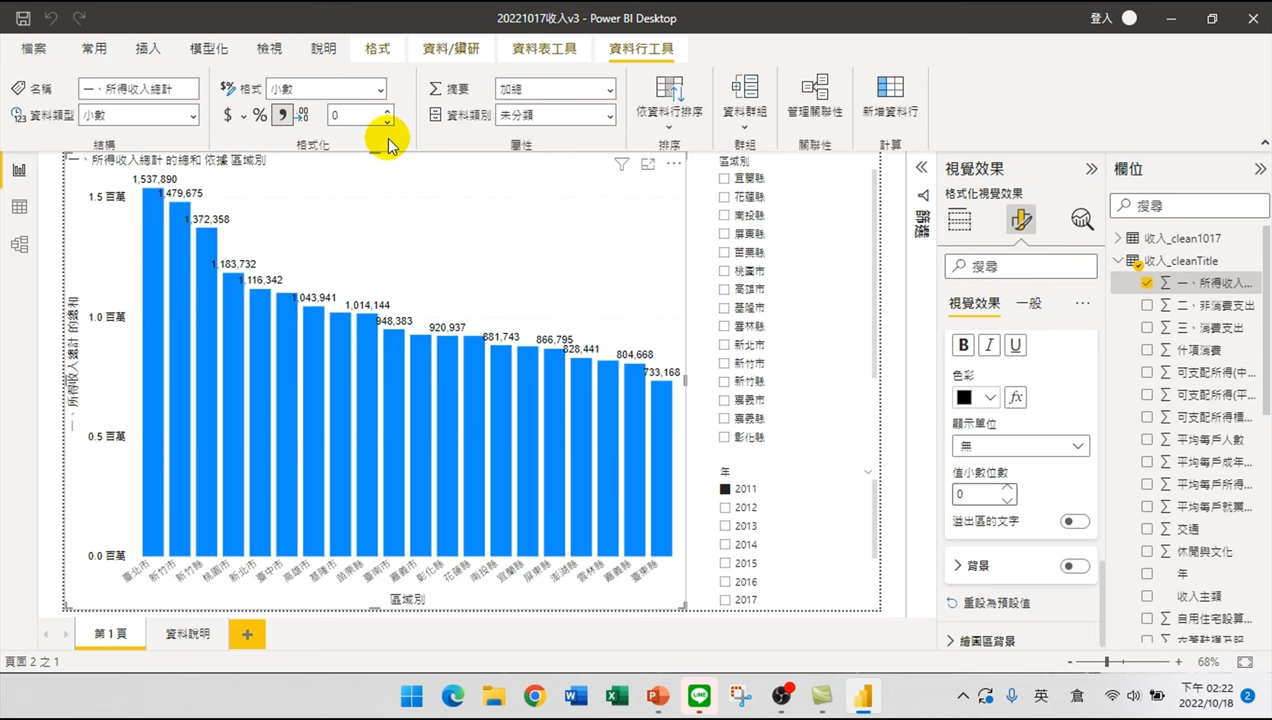 20221017收入v3 - Power BI Desktop
登入
檔案 常用 插入 模型化 檢視 說明 格式 資料/鑽研 資料表工具 資料行工具
名稱 一、所得收入總計
資料類型 小數
結構
格式 小數
$ % 0
格式化
摘要 加總
資料類別 未分類
屬性
依資料行排序
排序
資料群組
群組
管理關聯性
關聯性
新增資料行
計算
一、所得收入總計 的總和 依據 區域別
一、所得收入總計 的總和
1.5 百萬
1.0 百萬
0.5 百萬
0.0 百萬
1,537,890
1,479,675
1,372,358
1,183,732
1,116,342
1,043,941
1,014,144
948,383
920,937
881,743
866,795
828,441
804,668
733,168
臺北市 新竹市 新竹縣 桃園市 新北市 臺中市 高雄市 基隆市 苗栗縣 臺南市 嘉義市 彰化縣 花蓮縣 南投縣 宜蘭縣 屏東縣 澎湖縣 雲林縣 嘉義縣 臺東縣
區域別
區域別
宜蘭縣
花蓮縣
南投縣
屏東縣
苗栗縣
桃園市
高雄市
基隆市
雲林縣
新北市
新竹市
新竹縣
嘉義市
嘉義縣
彰化縣
年
2011
2012
2013
2014
2015
2016
2017
篩選
視覺效果
格式化視覺效果
搜尋
視覺效果 一般
B I U
色彩
fx
顯示單位
無
值小數位數
0
溢出區的文字
背景
重設為預設值
繪圖區背景
欄位
搜尋
收入_clean1017
收入_cleanTitle
一、所得收入...
二、非消費支出
三、消費支出
什項消費
可支配所得(中...
可支配所得(平...
可支配所得標...
平均每戶人數
平均每戶成年...
平均每戶所得...
平均每戶就業...
交通
休閒與文化
年
收入主類
自用住宅設算...
衣著鞋襪及服...
第 1 頁 資料說明
頁面 2 之 1
68%
英 倉
下午 02:22
2022/10/18
2